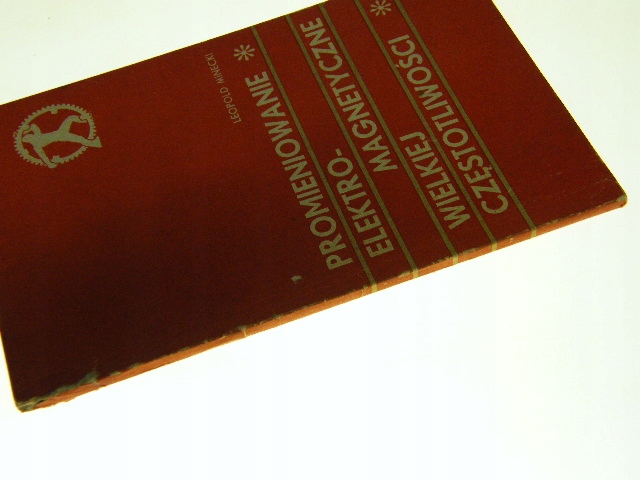 LEOPOLD MINECKI
PROMIENIOWANIE *
ELEKTRO-
MAGNETYCZNE
WIELKIEJ
CZĘSTOTLIWOŚCI *